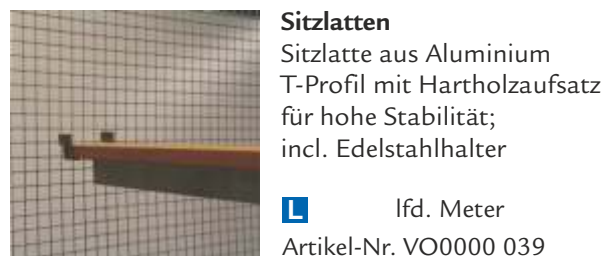 Sitzlatten
Sitzlatte aus Aluminium
T-Profil mit Hartholzaufsatz
für hohe Stabilität;
incl. Edelstahlhalter
L lfd. Meter
Artikel-Nr. VO0000 039